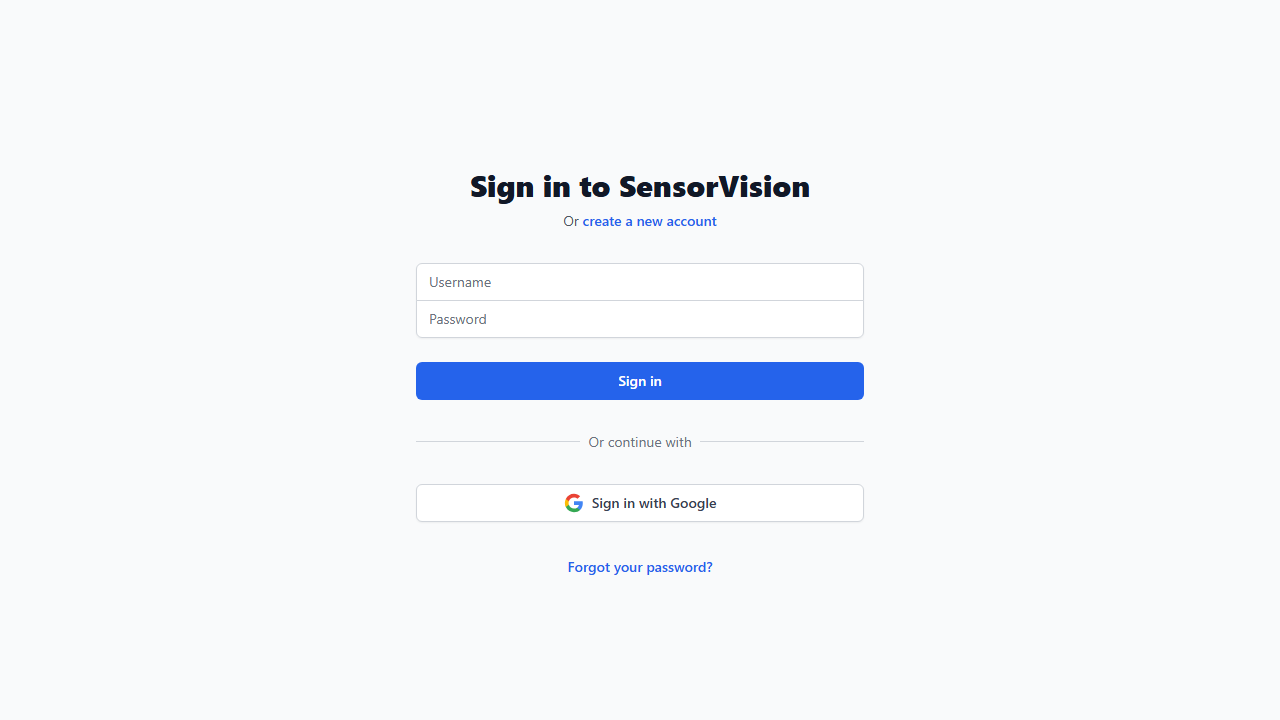 Sign in to SensorVision
Or create a new account
Username
Password
Sign in
Or continue with
Sign in with Google
Forgot your password?